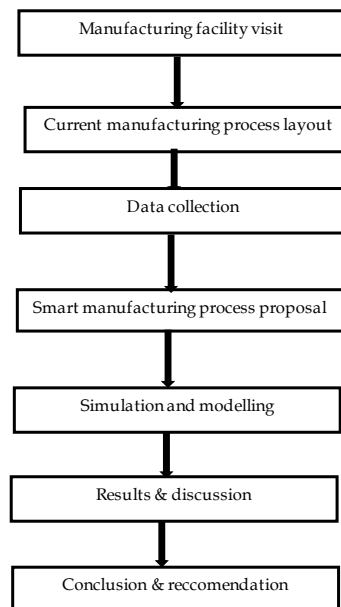 Manufacturing facility visit
Current manufacturing process layout
Data collection
Smart manufacturing process proposal
Simulation and modelling
Results & discussion
Conclusion & reccomendation